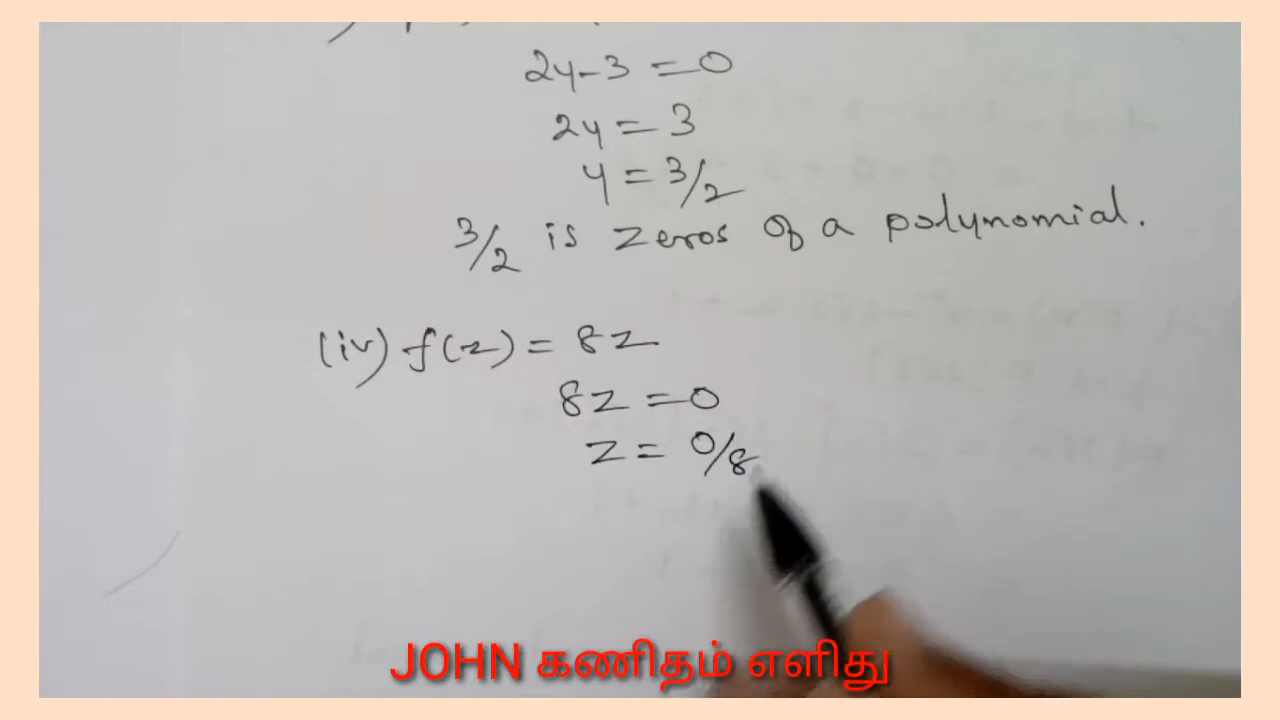 2y-3 = 0
2y = 3
y = 3/2
3/2 is zeros of a polynomial.
(iv) f(z) = 8z
8z = 0
z = 0/8
JOHN கணிதம் எளிது